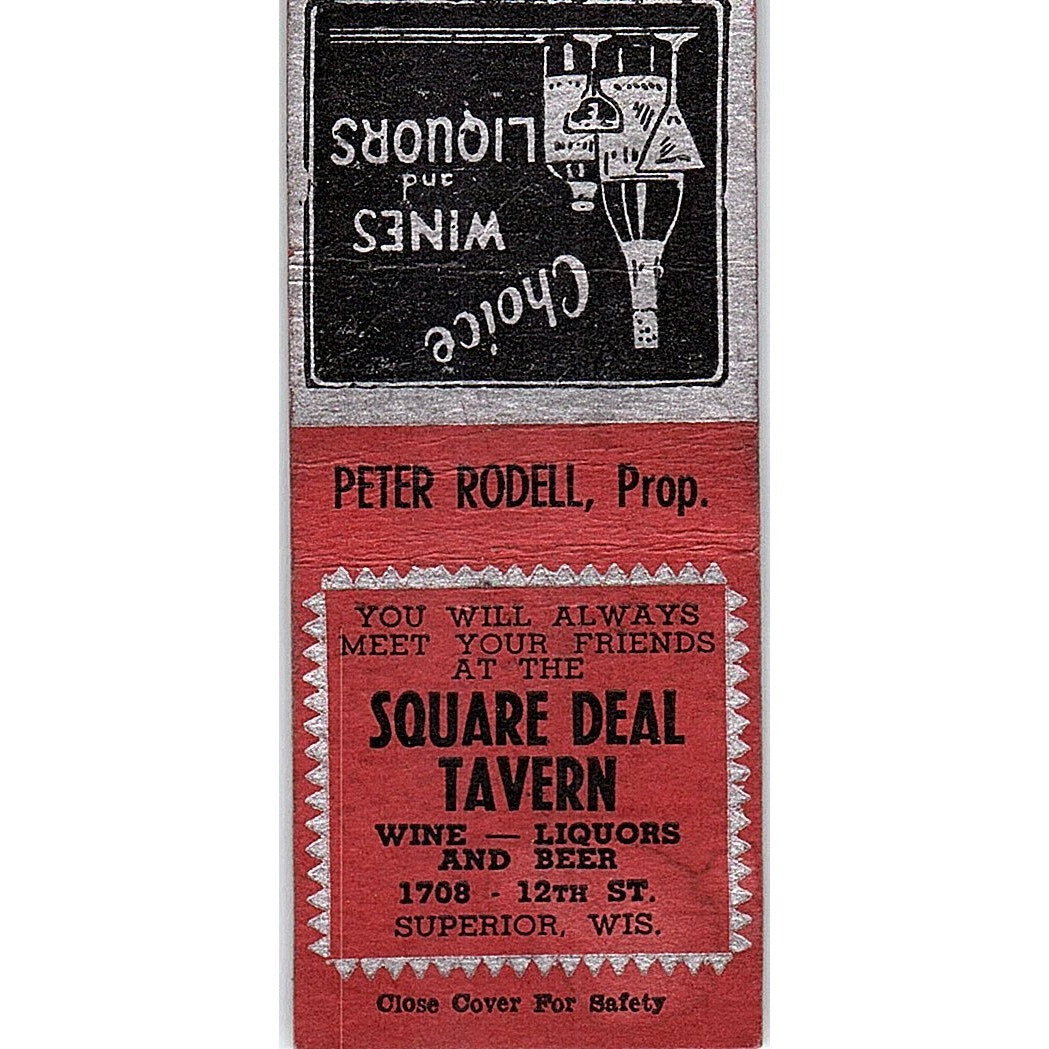 Choice
WINES
and
LIQUORS
PETER RODELL, Prop.
YOU WILL ALWAYS
MEET YOUR FRIENDS
AT THE
SQUARE DEAL
TAVERN
WINE — LIQUORS
AND BEER
1708 - 12TH ST.
SUPERIOR, WIS.
Close Cover For Safety